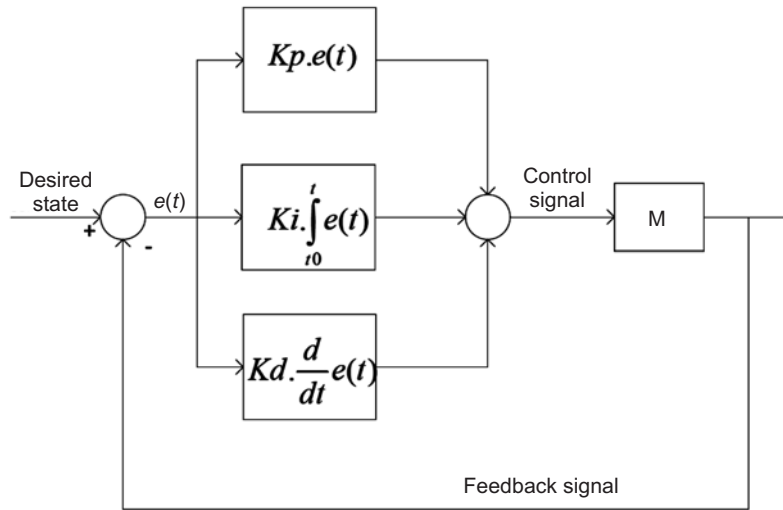 Kp.e(t)
Desired
state
+
-
e(t)
Ki.∫e(t)
t
t0
Control
signal
M
Kd.d/dt e(t)
Feedback signal